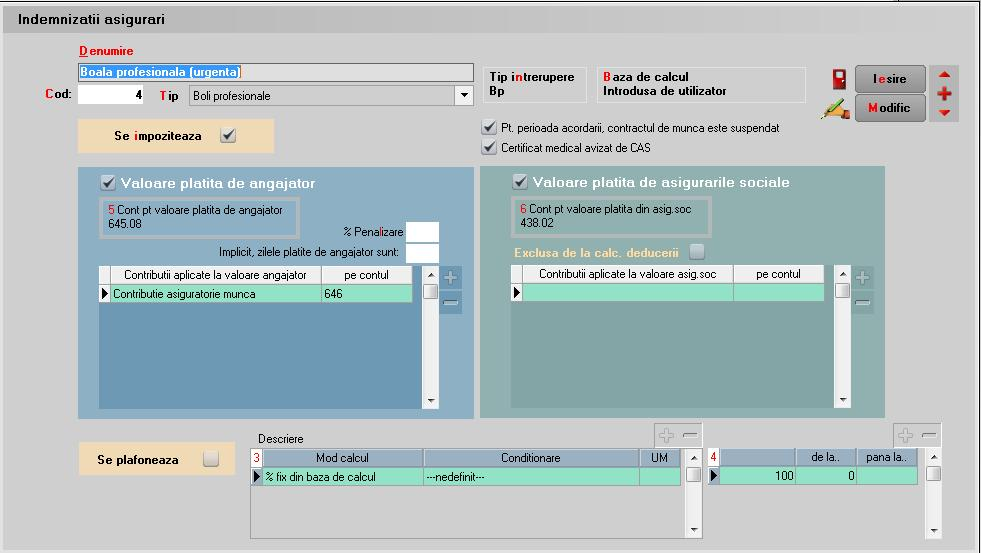 Indemnizatii asigurari
Denumire
Boala profesionala (urgenta)
Cod: 4 Tip Boli profesionale
Tip intrerupere
Bp
Baza de calcul
Introdusa de utilizator
Iesire
Modific
Se impoziteaza
Pt. perioada acordarii, contractul de munca este suspendat
Certificat medical avizat de CAS
Valoare platita de angajator
5 Cont pt valoare platita de angajator
645.08
% Penalizare
Implicit, zilele platite de angajator sunt:
Contributii aplicate la valoare angajator pe contul
Contributie asiguratorie munca 646
Valoare platita de asigurarile sociale
6 Cont pt valoare platita din asig.soc
438.02
Exclusa de la calc. deducerii
Contributii aplicate la valoare asig.soc pe contul
Se plafoneaza
Descriere
3 Mod calcul Conditionare UM
% fix din baza de calcul ---nedefinit---
4 de la.. pana la..
100 0